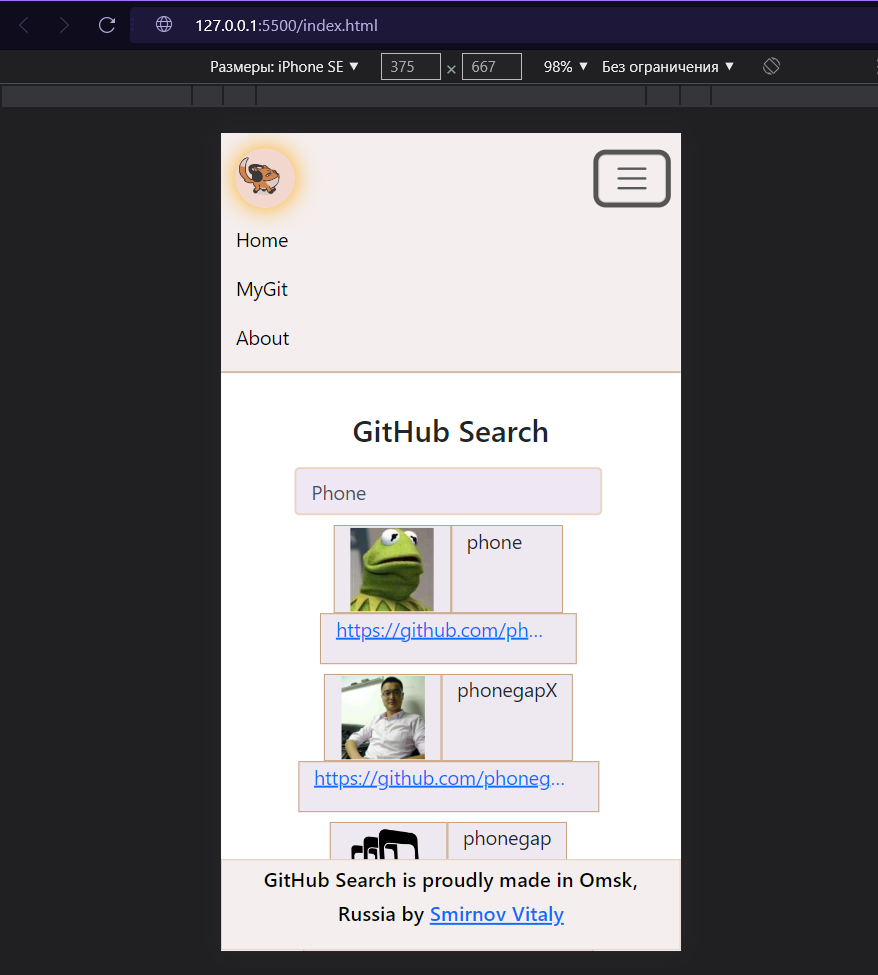 127.0.0.1:5500/index.html
Размеры: iPhone SE ▼ 375 × 667 98% ▼ Без ограничения ▼
Home
MyGit
About
GitHub Search
Phone
phone
https://github.com/ph...
phonegapX
https://github.com/phoneg...
phonegap
GitHub Search is proudly made in Omsk,
Russia by Smirnov Vitaly